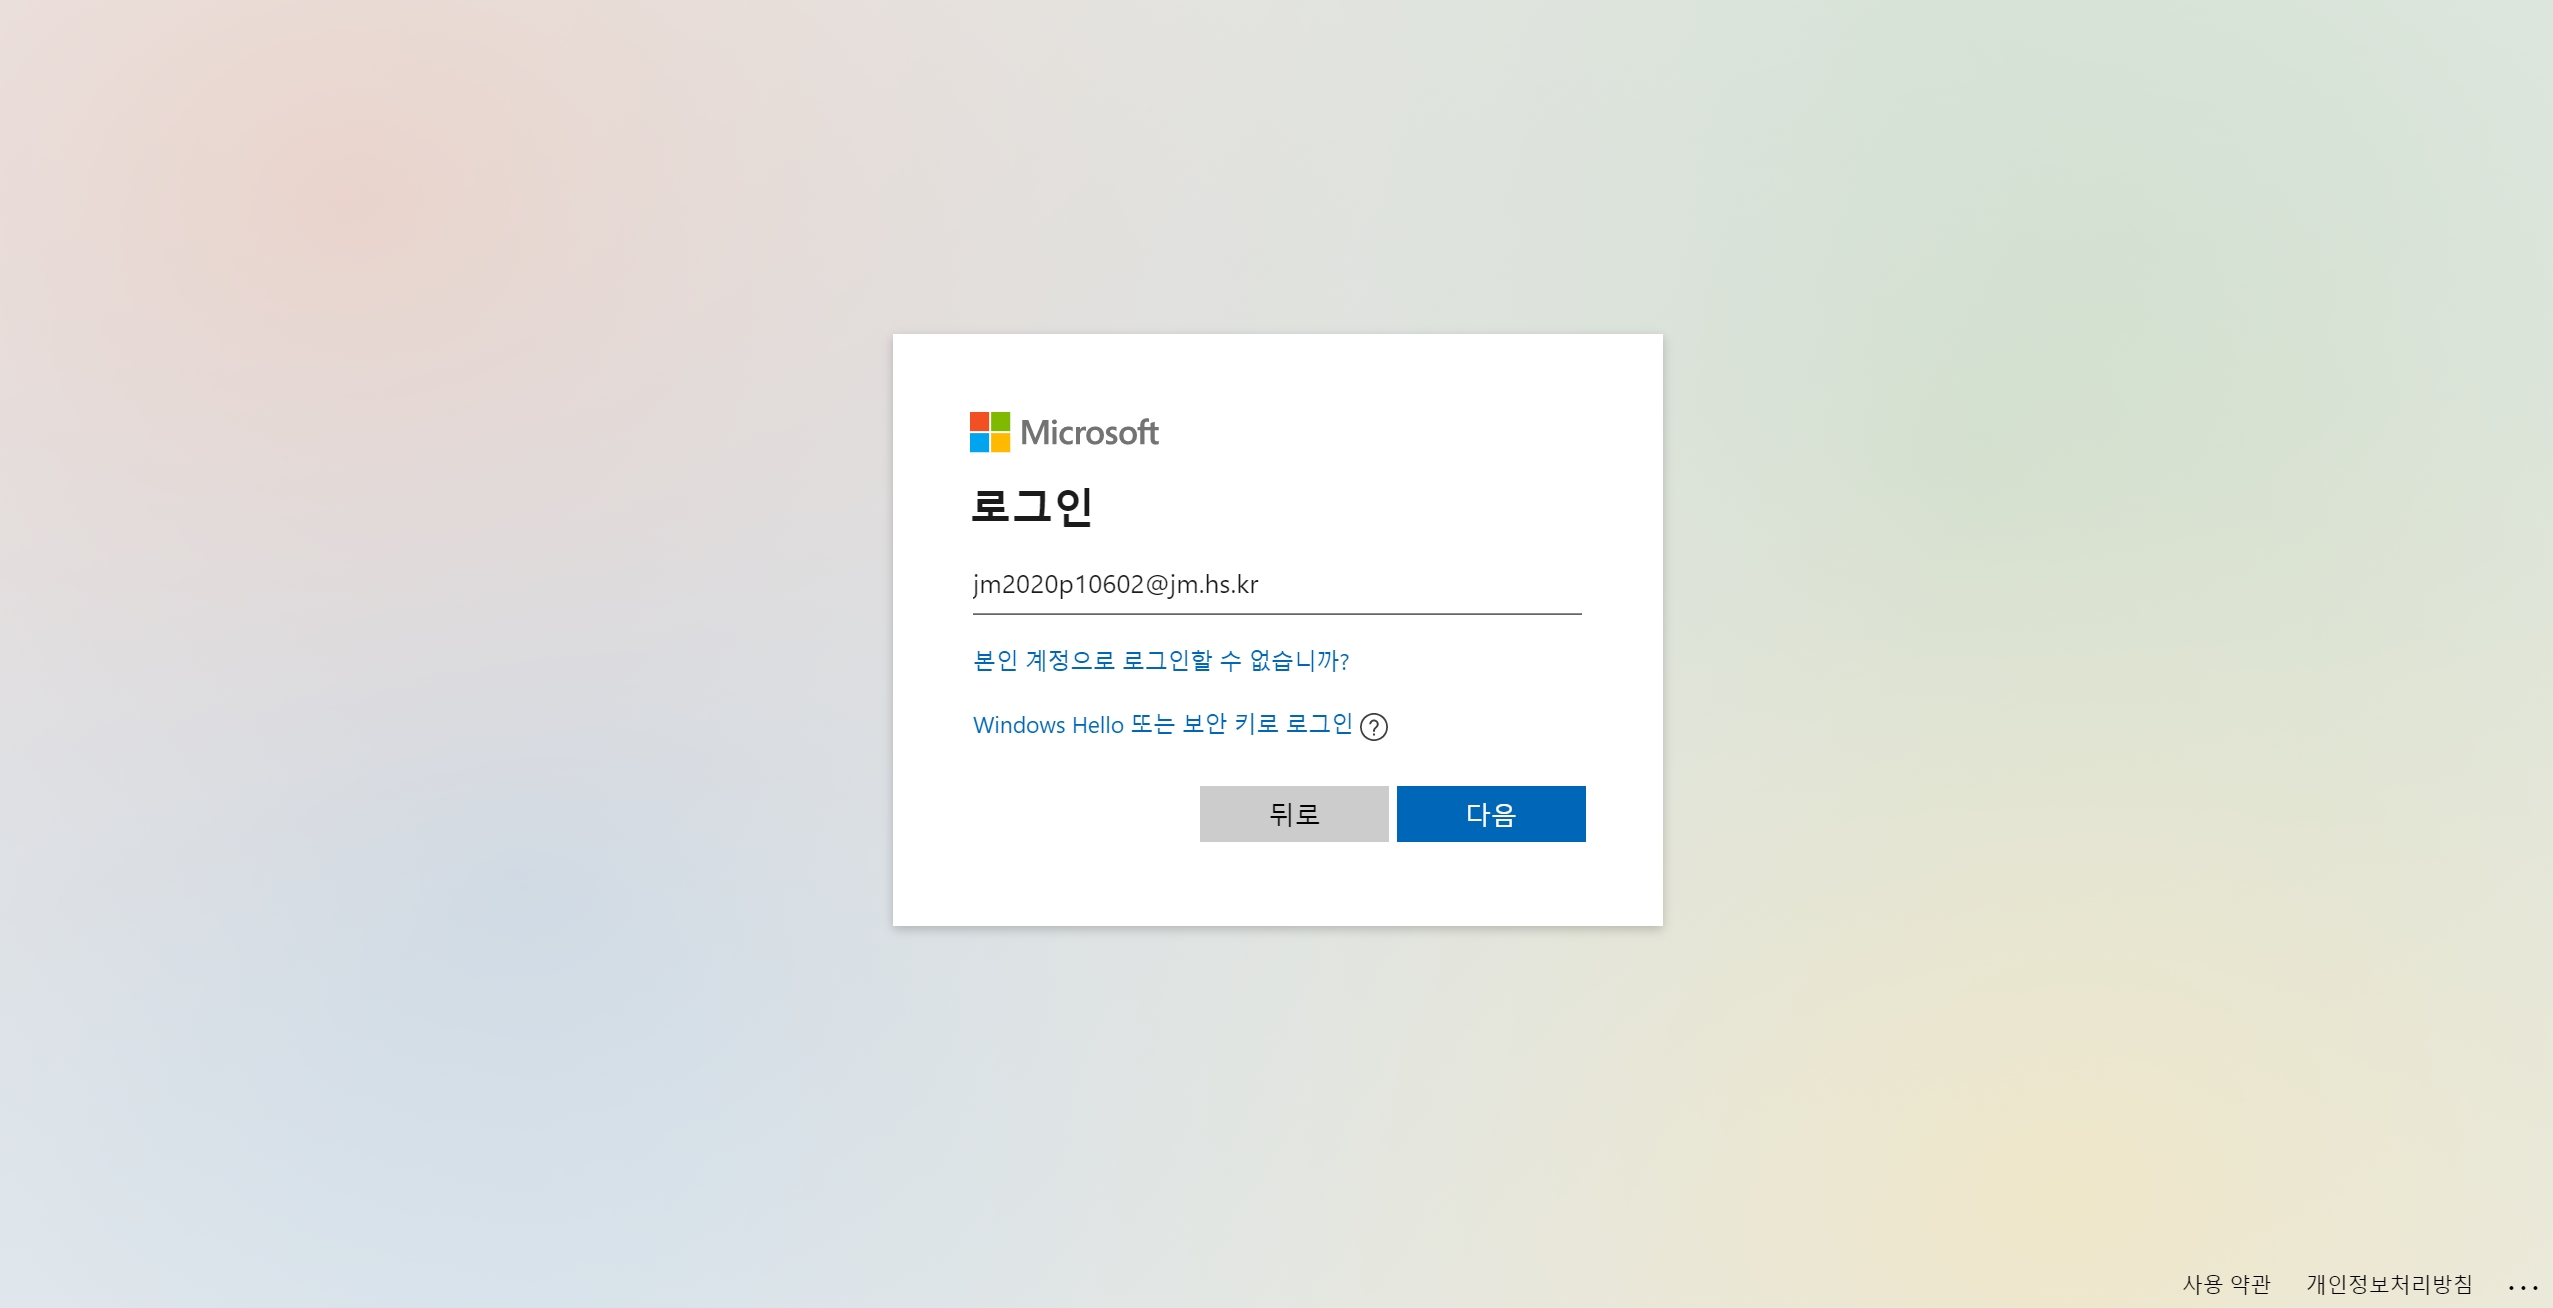 Microsoft
로그인
jm2020p10602@jm.hs.kr
본인 계정으로 로그인할 수 없습니까?
Windows Hello 또는 보안 키로 로그인 ?
뒤로 다음
사용 약관 개인정보처리방침 ...